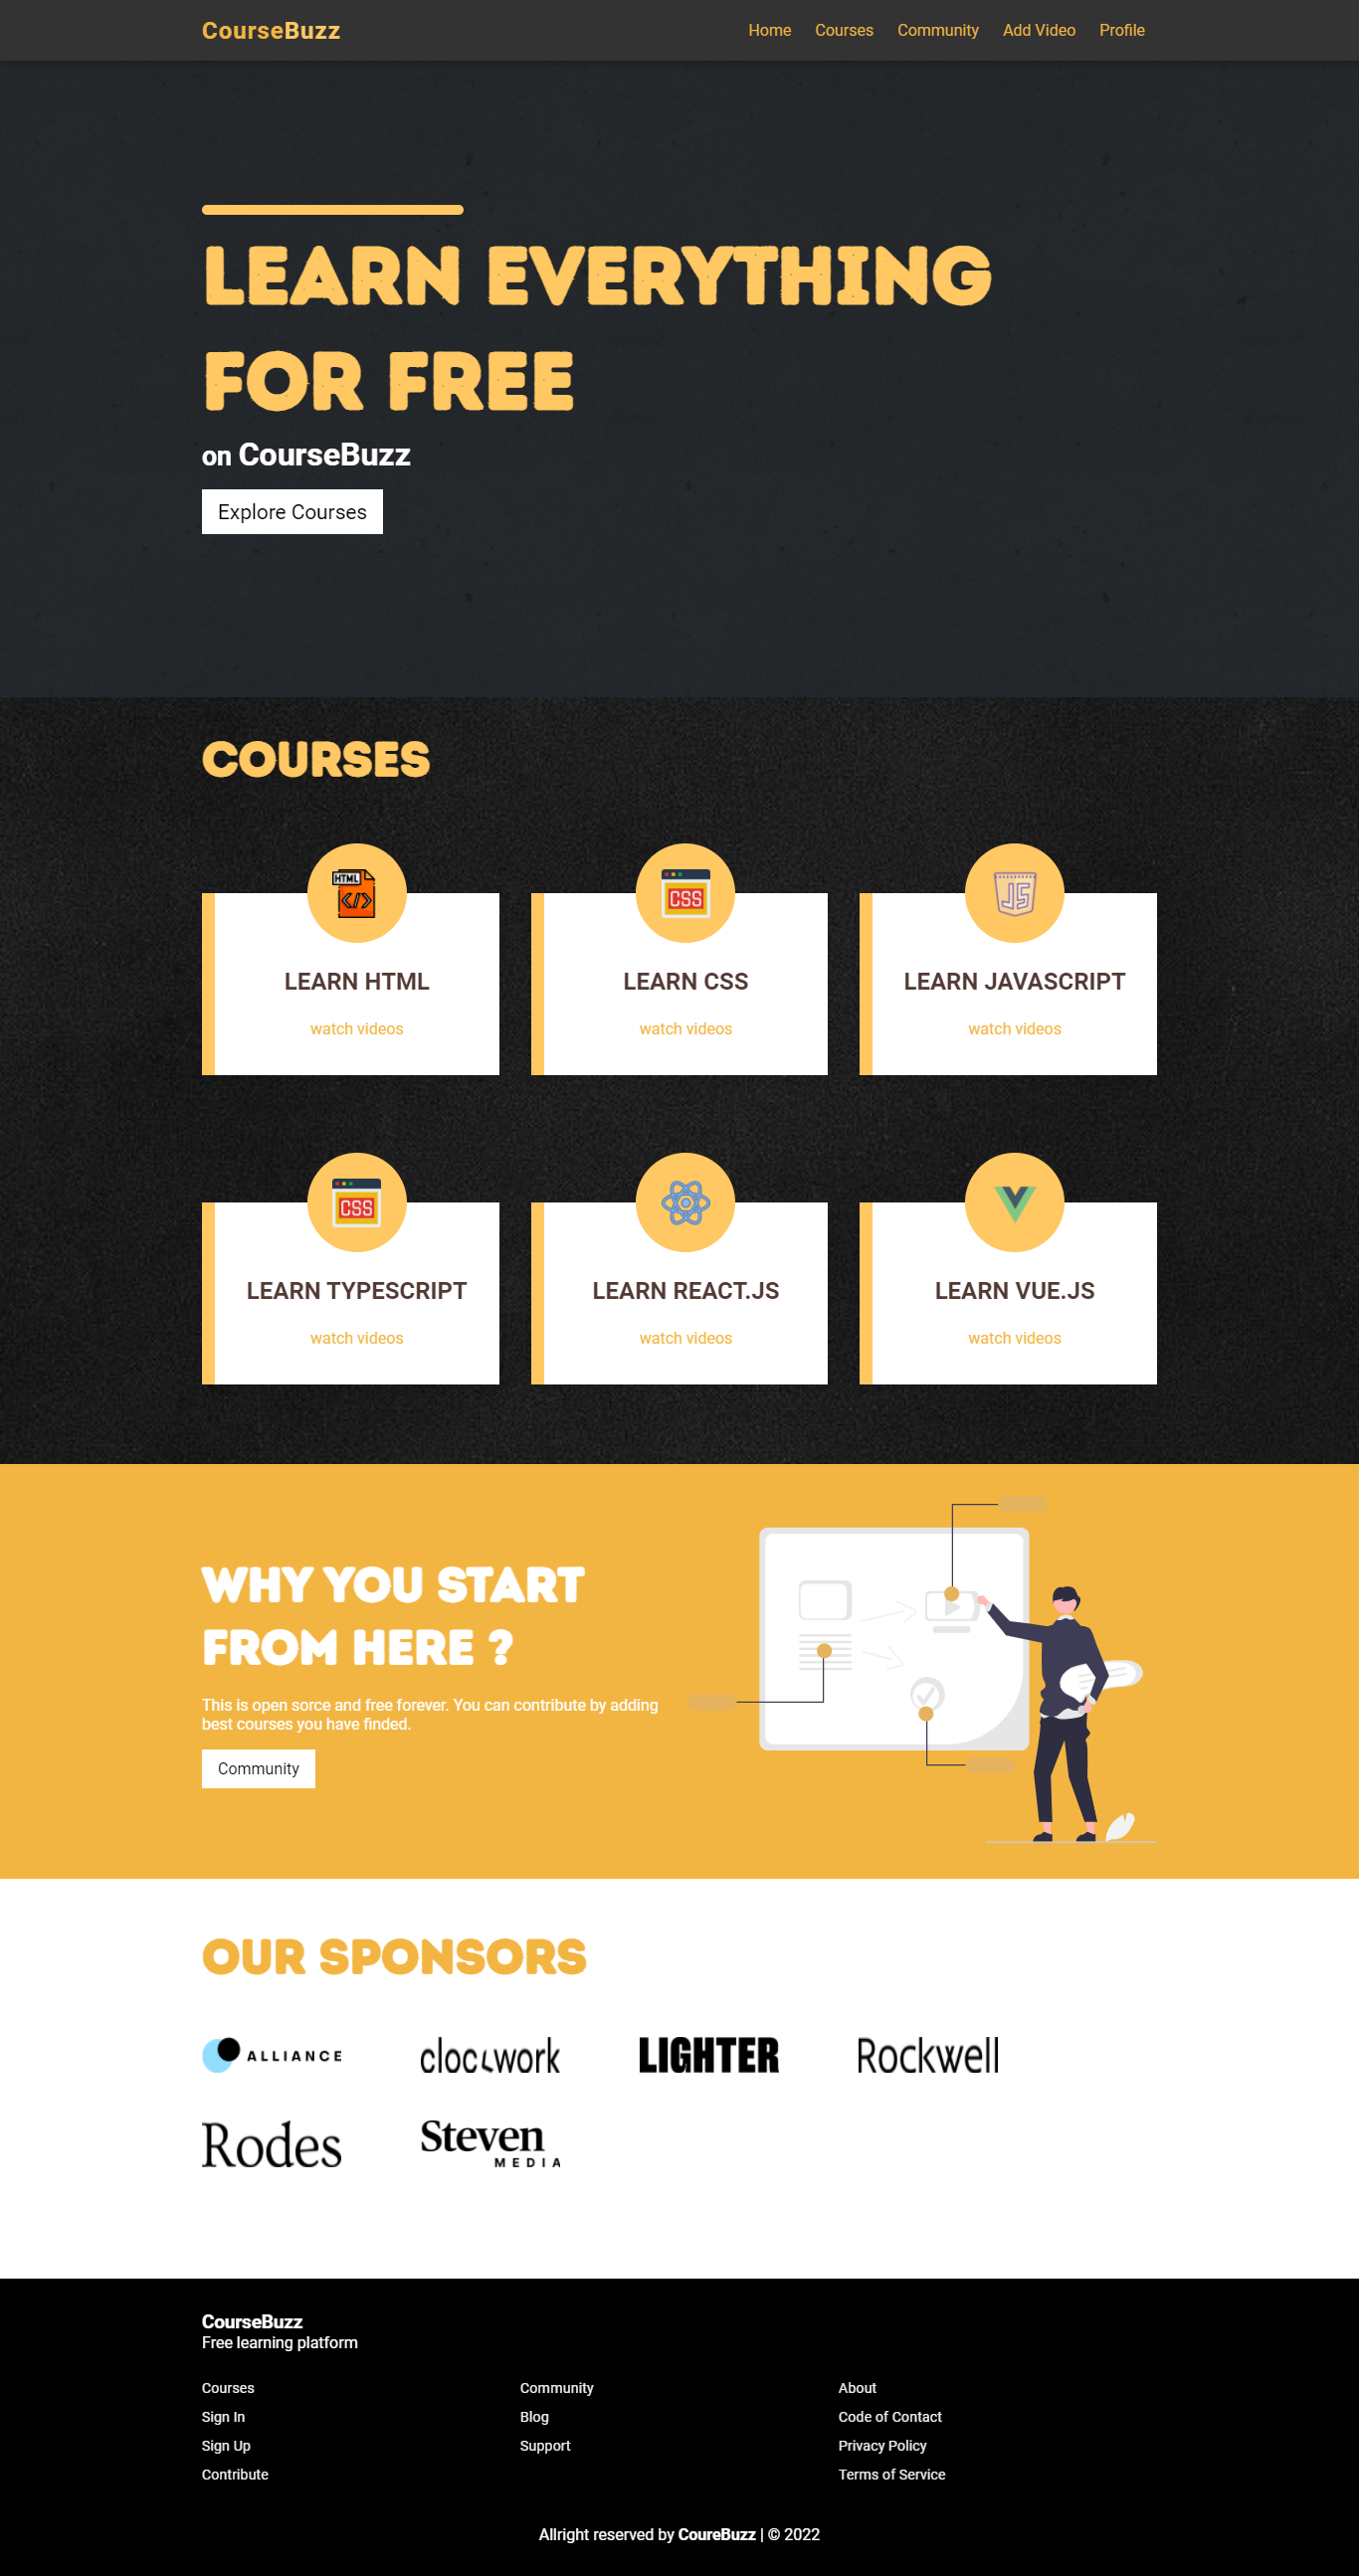 CourseBuzz
Home Courses Community Add Video Profile
LEARN EVERYTHING
FOR FREE
on CourseBuzz
Explore Courses
COURSES
HTML
CSS
JS
LEARN HTML
LEARN CSS
LEARN JAVASCRIPT
watch videos
watch videos
watch videos
CSS
LEARN TYPESCRIPT
LEARN REACT.JS
LEARN VUE.JS
watch videos
watch videos
watch videos
WHY YOU START
FROM HERE ?
This is open sorce and free forever. You can contribute by adding
best courses you have finded.
Community
OUR SPONSORS
ALLIANCE
clockwork
LIGHTER
Rockwell
Rodes
Steven
MEDIA
CourseBuzz
Free learning platform
Courses
Sign In
Sign Up
Contribute
Community
Blog
Support
About
Code of Contact
Privacy Policy
Terms of Service
Allright reserved by CoureBuzz | © 2022